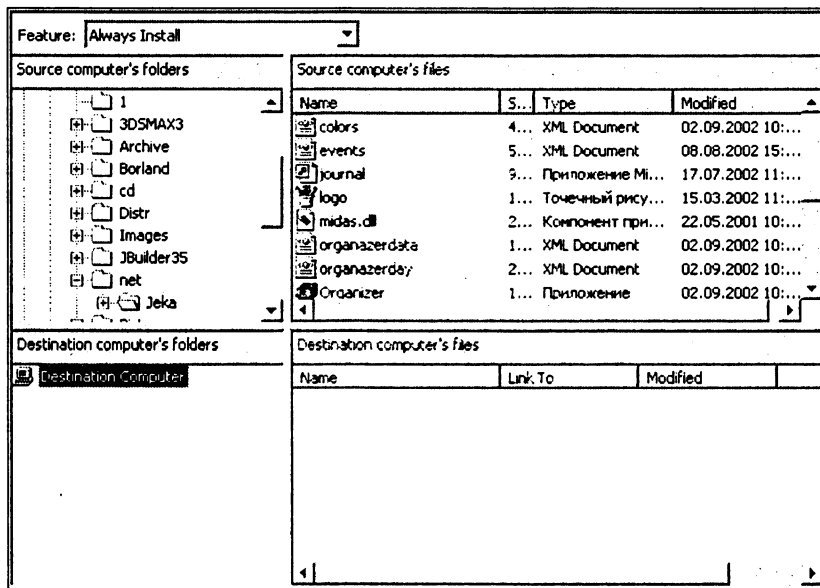 Feature: Always Install
Source computer's folders
1
3DSMAX3
Archive
Borland
cd
Distr
Images
JBuilder35
net
Jeka
Source computer's files
Name S... Type Modified
colors 4... XML Document 02.09.2002 10:...
events 5... XML Document 08.08.2002 15:...
journal 9... Приложение Mi... 17.07.2002 11:...
logo 1... Точечный рису... 15.03.2002 11:...
midas.dll 2... Компонент при... 22.05.2001 10:...
organazerdata 1... XML Document 02.09.2002 10:...
organazerday 2... XML Document 02.09.2002 10:...
Organizer 1... Приложение 02.09.2002 10:...
Destination computer's folders
Destination Computer
Destination computer's files
Name Link To Modified